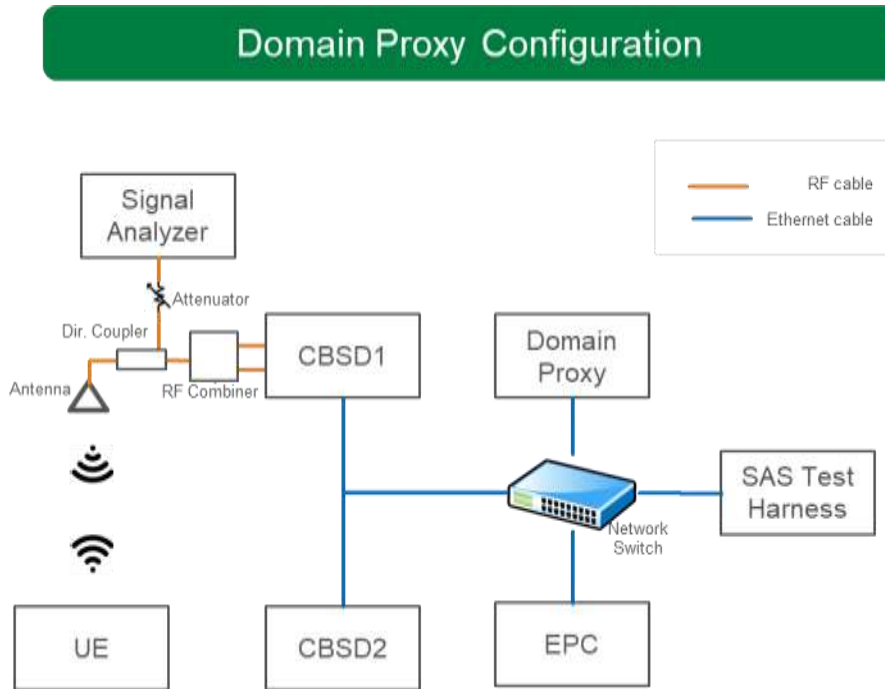 Domain Proxy Configuration
Signal
Analyzer
RF cable
Ethernet cable
Attenuator
Dir. Coupler
CBSD1
Domain
Proxy
Antenna
RF Combiner
SAS Test
Harness
Network
Switch
UE
CBSD2
EPC